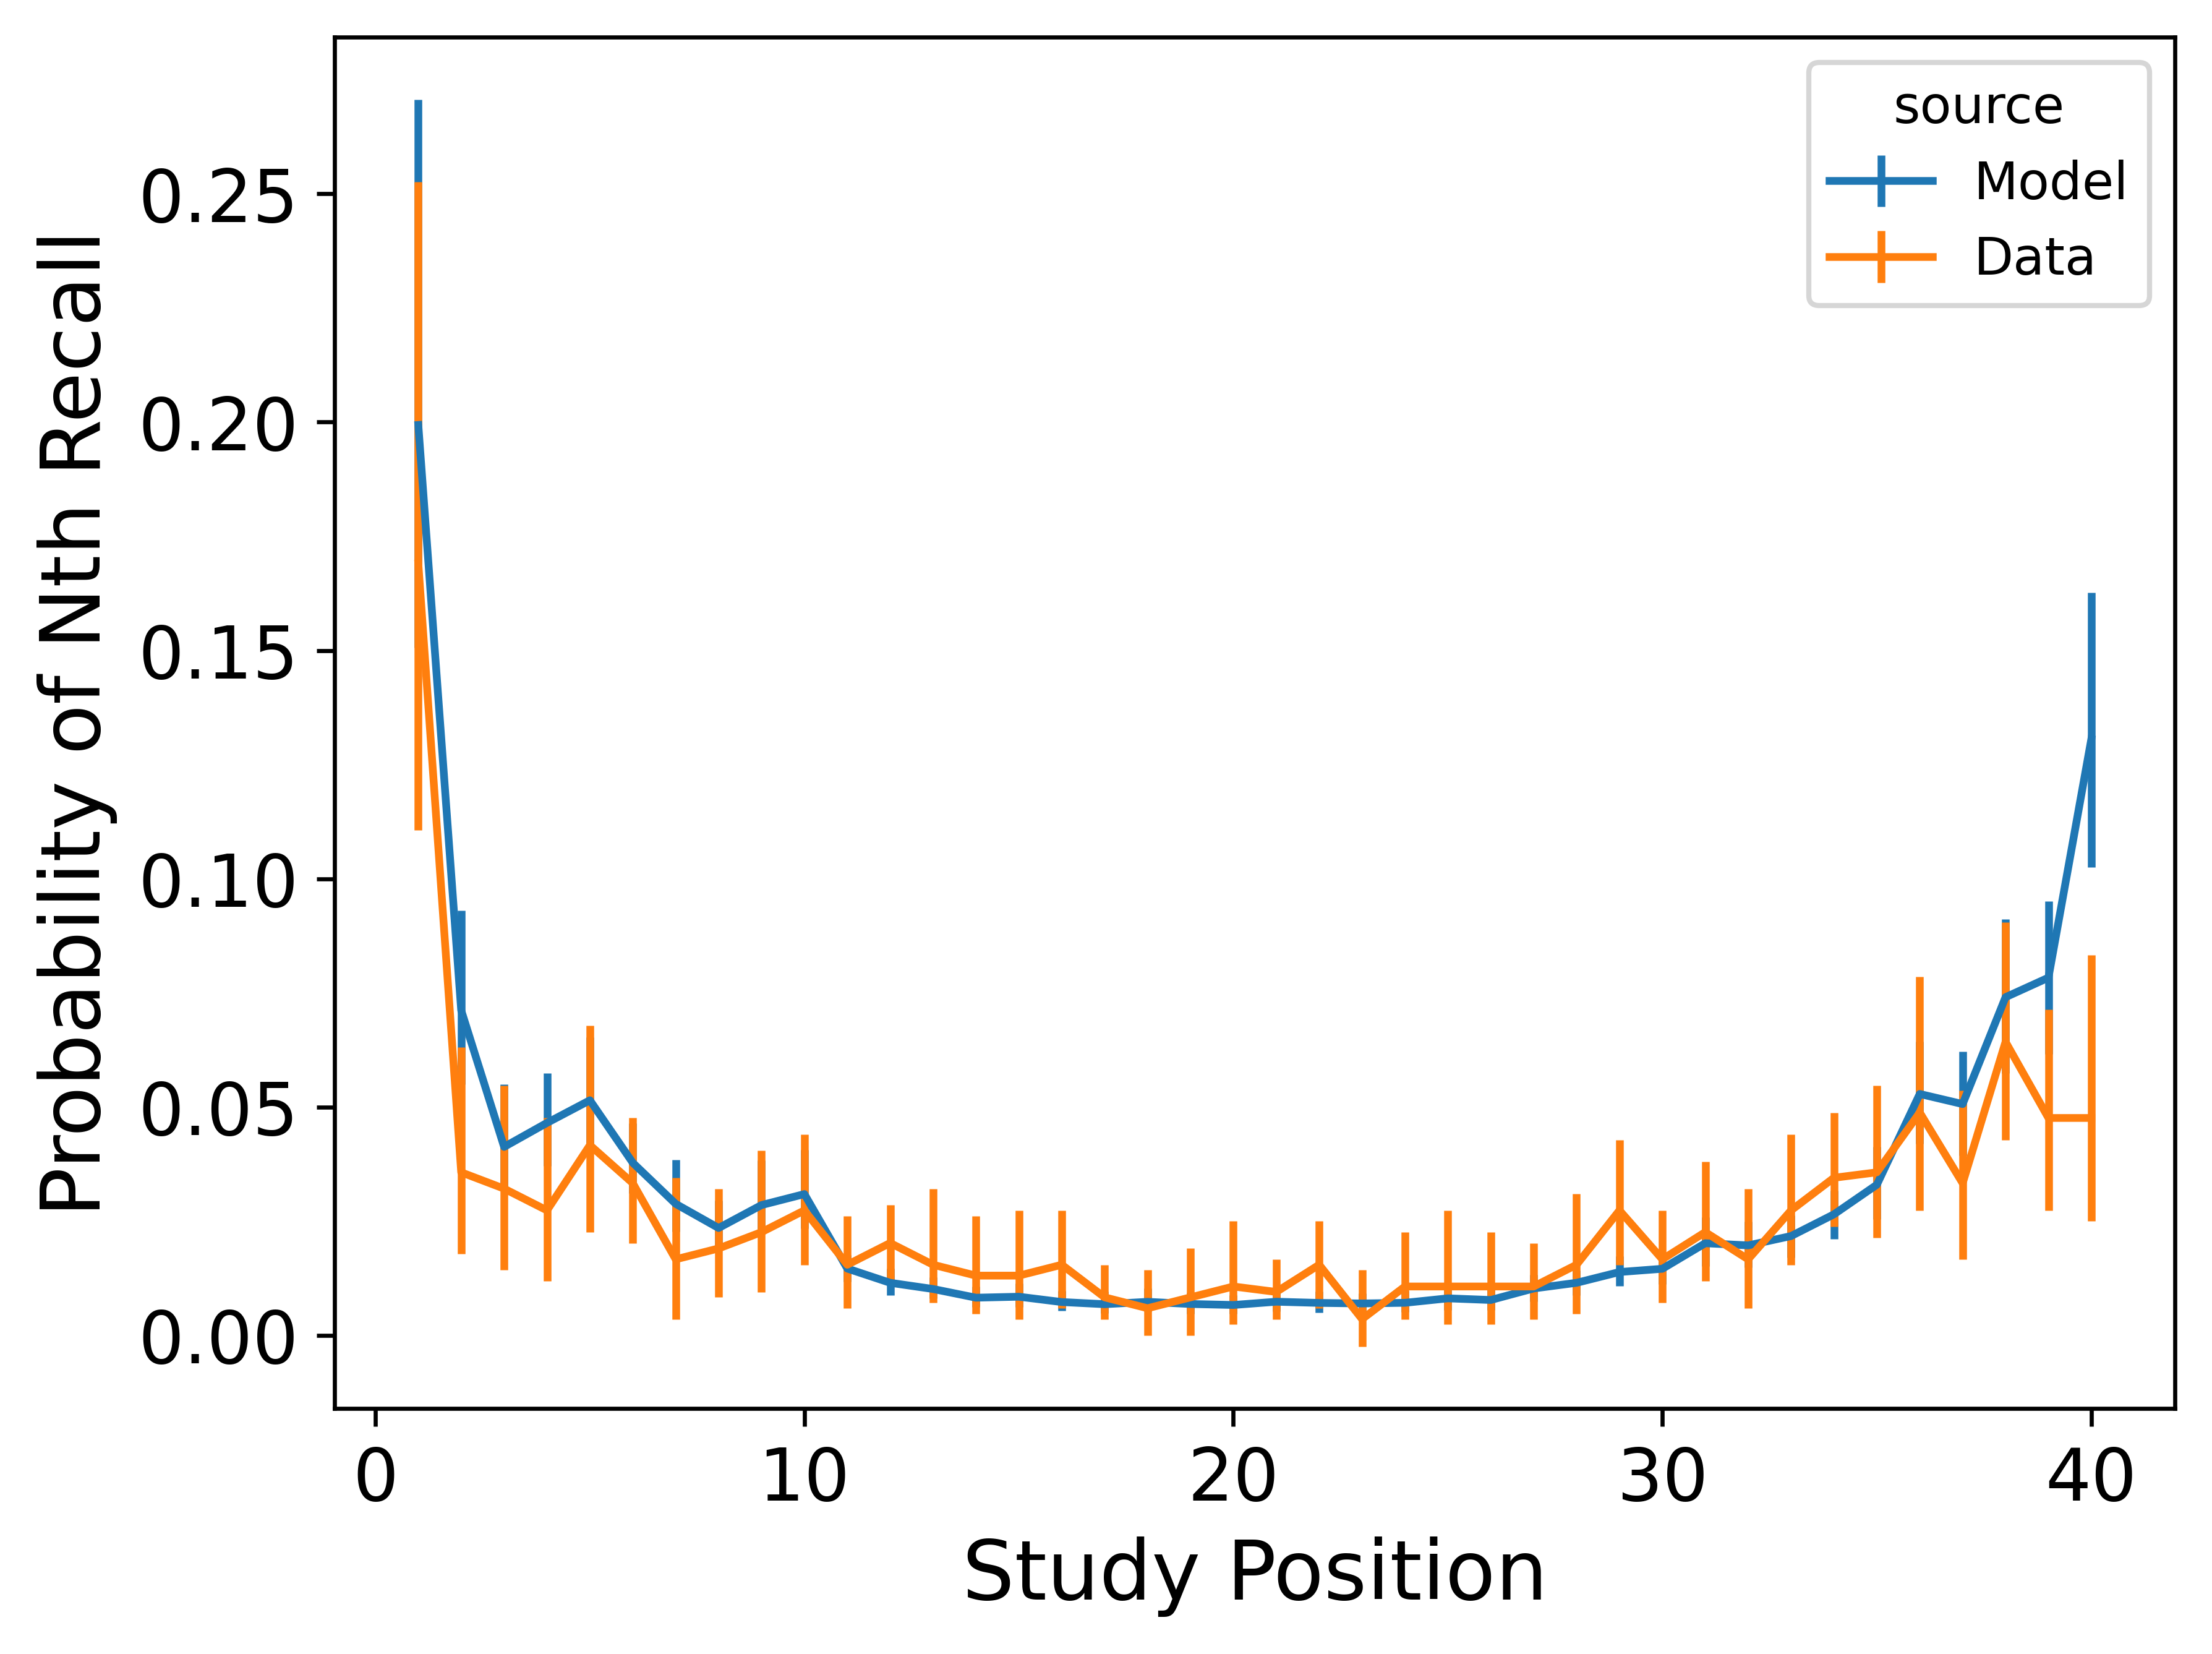 source
Model
Data
Probability of Nth Recall
0.25
0.20
0.15
0.10
0.05
0.00
0 10 20 30 40
Study Position